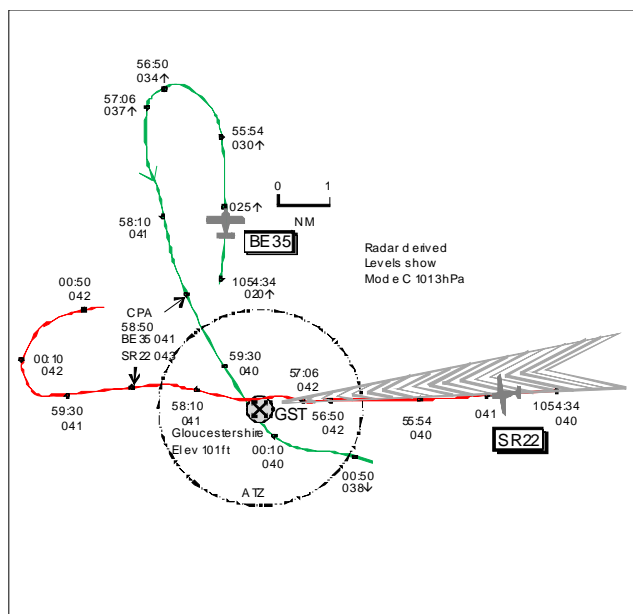 56:50
034↑
57:06
037↑
55:54
030↑
0 1
NM
025↑
BE35
58:10
041
Radar derived
Levels show
Mode C 1013hPa
1054:34
020↑
00:50
042
CPA
58:50
BE35 041
SR22 043
00:10
042
59:30
040
57:06
042
59:30
041
58:10
041
GST
56:50
042
55:54
040
041
1054:34
040
SR22
Gloucestershire
Elev 101ft
00:10
040
00:50
038↓
ATZ